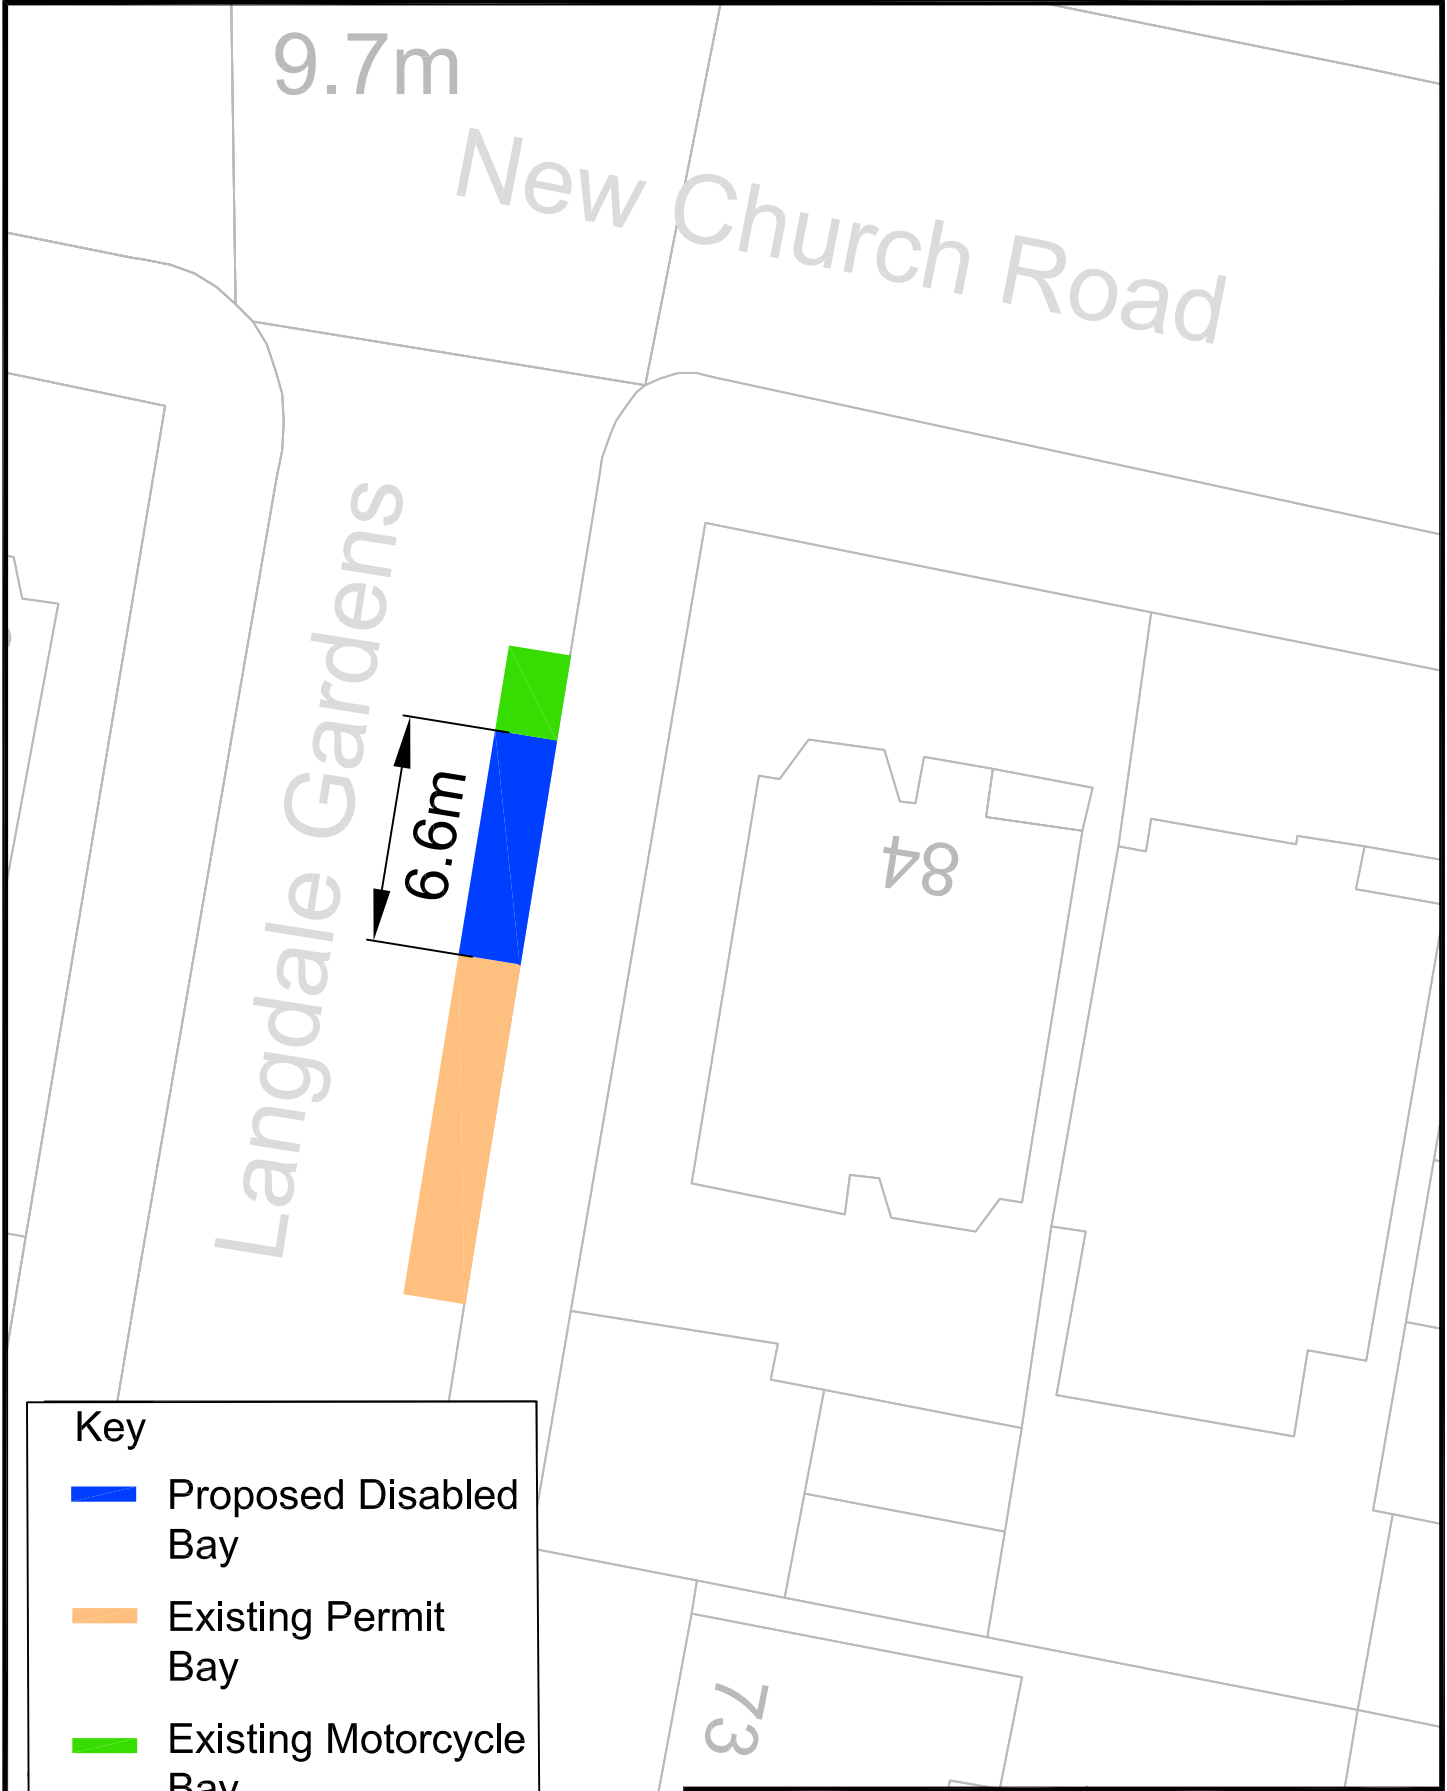 9.7m
New Church Road
Langdale Gardens
6.6m
84
Key
Proposed Disabled
Bay
Existing Permit
Bay
Existing Motorcycle
Bay
73